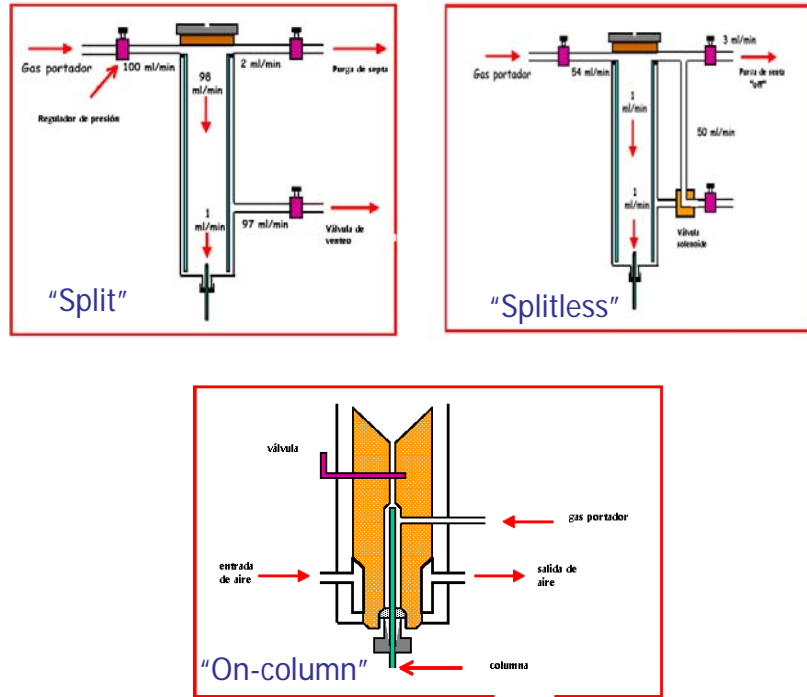 Gas portador
100 ml/min
2 ml/min
Purga de septa
Regulador de presión
98
ml/min
1
ml/min
97 ml/min
Válvula de
venteo
"Split"
Gas portador
54 ml/min
3 ml/min
Purga de septa
"off"
1
ml/min
50 ml/min
1
ml/min
Válvula
solenoide
"Splitless"
válvula
gas portador
entrada
de aire
salida de
aire
columna
"On-column"